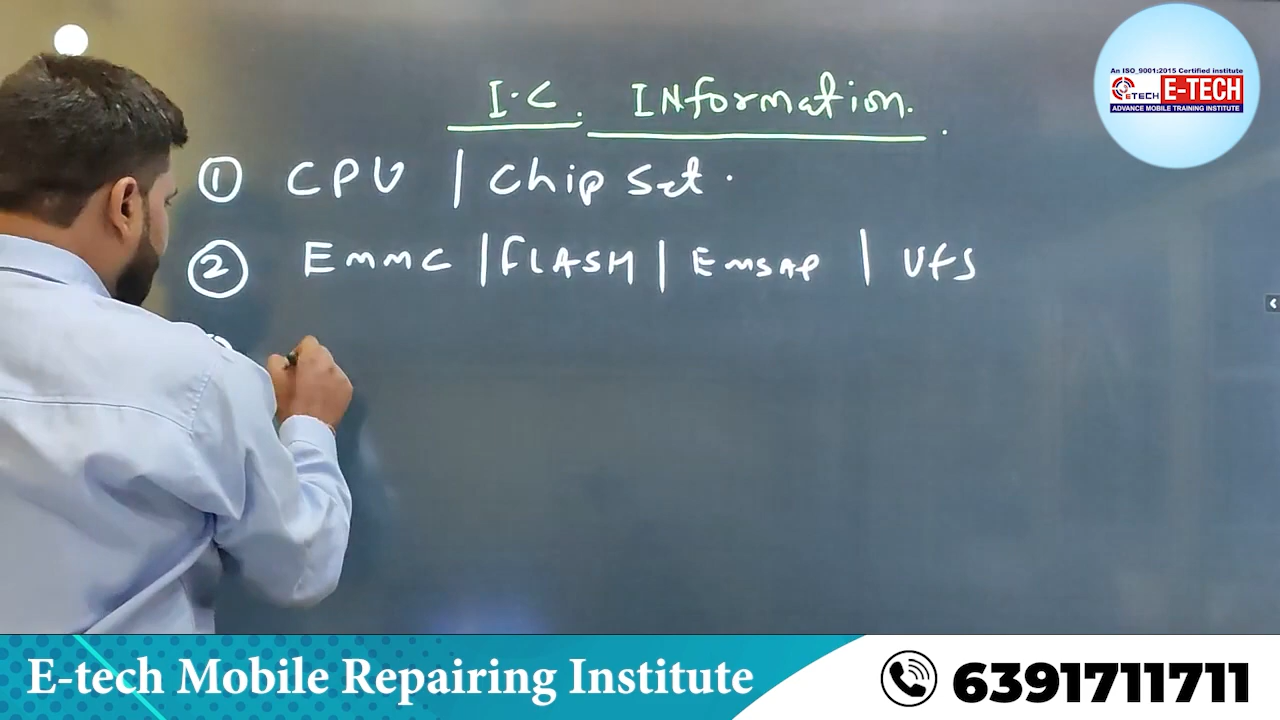 I.C. INformation.
① CPU | Chip Set.
② EMMC | FLASH | EMSAP | UFS
An ISO_9001:2015 Certified institute
ETECH E-TECH
ADVANCE MOBILE TRAINING INSTITUTE
E-tech Mobile Repairing Institute
6391711711